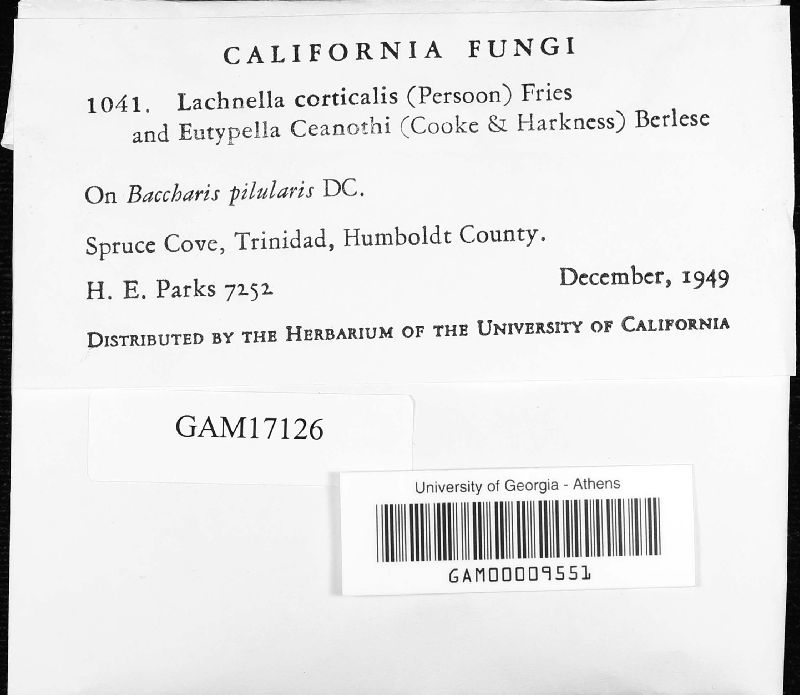 CALIFORNIA FUNGI
1041. Lachnella corticalis (Persoon) Fries
and Eutypella Ceanothi (Cooke & Harkness) Berlese
On Baccharis pilularis DC.
Spruce Cove, Trinidad, Humboldt County.
H. E. Parks 7252
December, 1949
DISTRIBUTED BY THE HERBARIUM OF THE UNIVERSITY OF CALIFORNIA
GAM17126
University of Georgia - Athens
GAM00009551